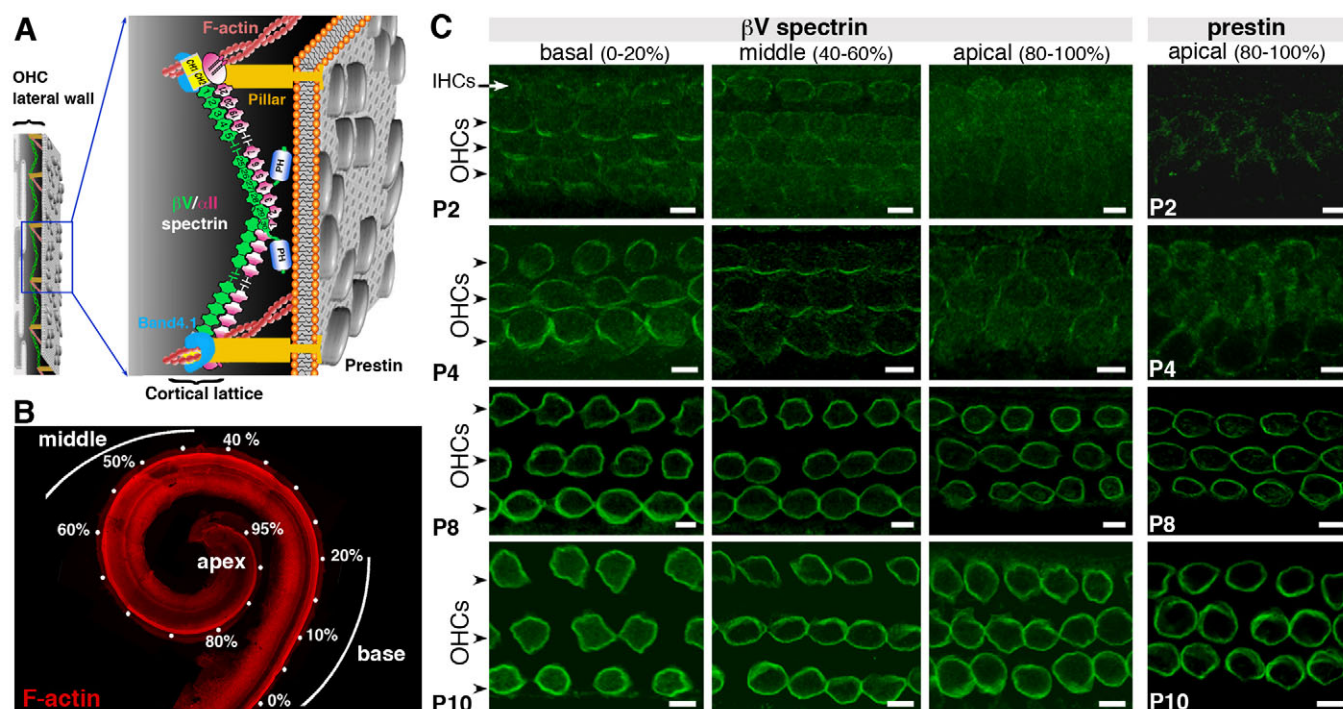 A
OHC
lateral wall
F-actin
CH1 CH2
Pillar
PH
βV/αII
spectrin
PH
Band4.1
Prestin
Cortical lattice
B
middle
40 %
50%
60%
95%
apex
20%
80%
10%
base
0%
F-actin
C
βV spectrin
prestin
basal (0-20%)
middle (40-60%)
apical (80-100%)
apical (80-100%)
IHCs
OHCs
P2
P2
OHCs
P4
P4
OHCs
P8
P8
OHCs
P10
P10